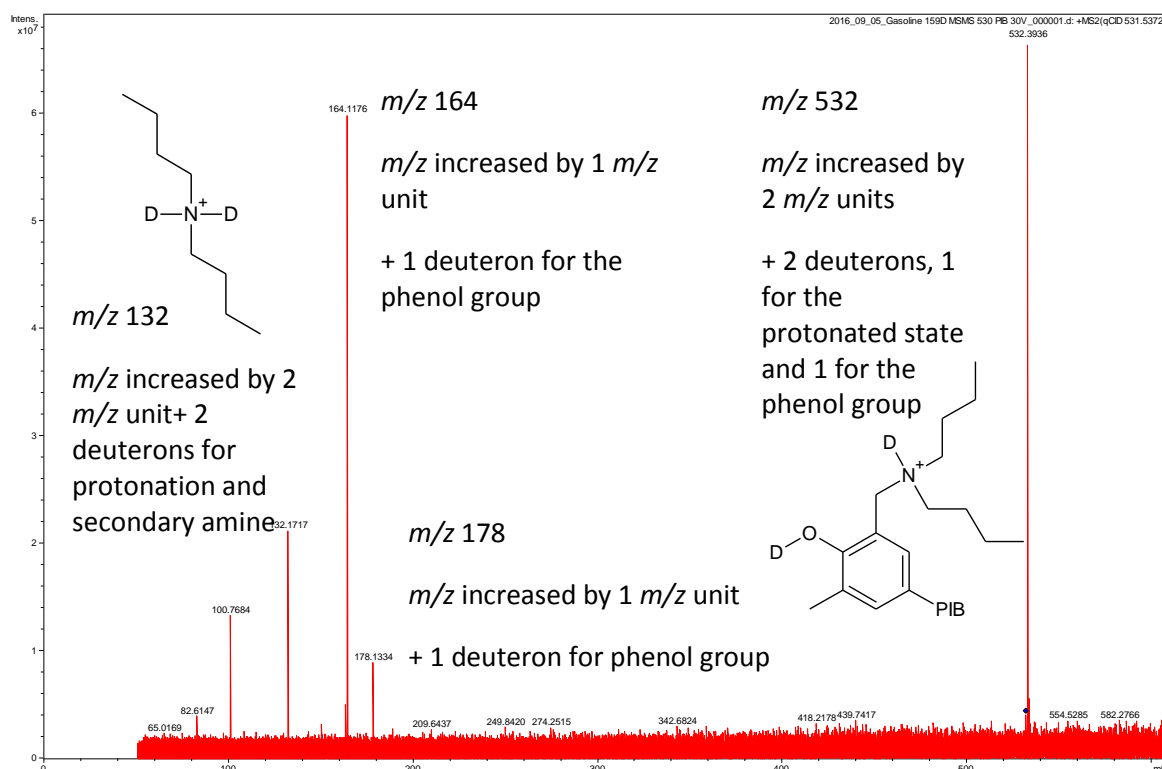 Intens.
x10⁷
2016_09_05_Gasoline 159D MSMS 530 PIB 30V_000001.d: +MS2(qCID 531.5372
532.3936
164.1176
m/z 164
m/z increased by 1 m/z
unit
+ 1 deuteron for the
phenol group
m/z 532
m/z increased by
2 m/z units
+ 2 deuterons, 1
for the
protonated state
and 1 for the
phenol group
D N + D
m/z 132
m/z increased by 2
m/z unit+ 2
deuterons for
protonation and
secondary amine
132.1717
m/z 178
m/z increased by 1 m/z unit
+ 1 deuteron for phenol group
D
N +
O
D
PIB
100.7684
178.1334
82.6147
65.0169
209.6437
249.8420
274.2515
342.6824
418.2178
439.7417
554.5285
582.2766
6
5
4
3
2
1
0
0
100
200
300
400
500